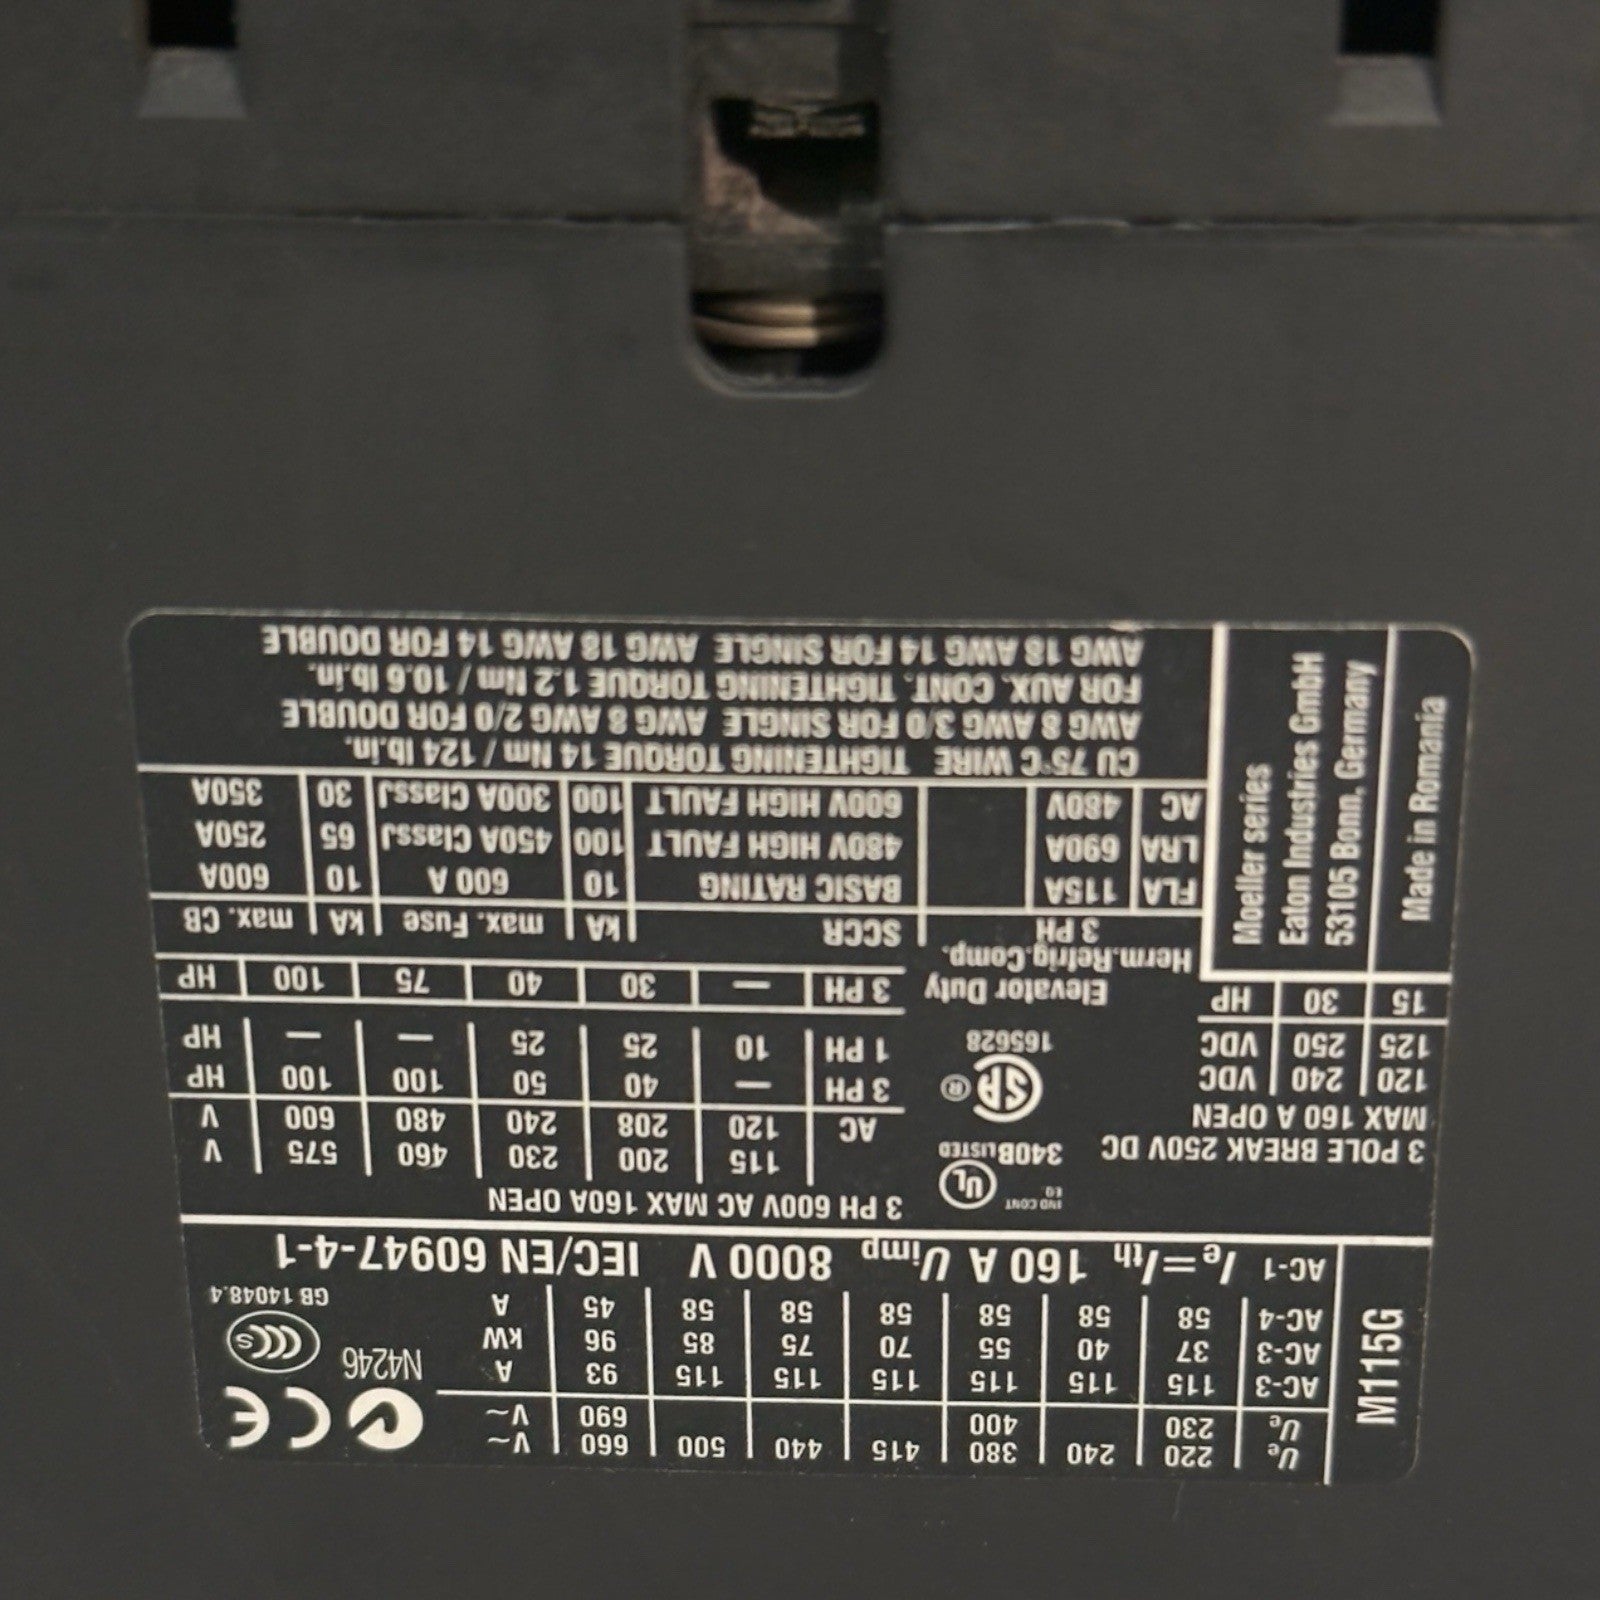 M115G
Ue 220 240 380 415 440 500 660 V~
Ue 230 400 690 V~
AC-3 115 115 115 115 115 115 93 A
AC-3 37 40 55 70 75 85 96 kW
AC-4 58 58 58 58 58 58 45 A
N4246
CCC S
GB 14048.4
CE
AC-1 Ie=Ith 160 A Uimp 8000 V IEC/EN 60947-4-1
3 PH 600V AC MAX 160A OPEN
115 200 230 460 575 V
AC 120 208 240 480 600 V
3 PH — 40 50 100 100 HP
1 PH 10 25 25 — — HP
3 PH — 30 40 75 100 HP
IND CONT
EQ
UL
340B LISTED
SA ®
165628
Elevator Duty
Herm.Refrig.Comp.
3 POLE BREAK 250V DC
MAX 160 A OPEN
120 240 VDC
125 250 VDC
15 30 HP
3 PH
FLA 115A
LRA 690A
AC 480V
SCCR kA max. Fuse kA max. CB
BASIC RATING 10 600 A 10 600A
480V HIGH FAULT 100 450A ClassJ 65 250A
600V HIGH FAULT 100 300A ClassJ 30 350A
CU 75°C WIRE TIGHTENING TORQUE 14 Nm / 124 lb.in.
AWG 8 AWG 3/0 FOR SINGLE AWG 8 AWG 2/0 FOR DOUBLE
FOR AUX. CONT. TIGHTENING TORQUE 1.2 Nm / 10.6 lb.in.
AWG 18 AWG 14 FOR SINGLE AWG 18 AWG 14 FOR DOUBLE
Moeller series
Eaton Industries GmbH
53105 Bonn, Germany
Made in Romania